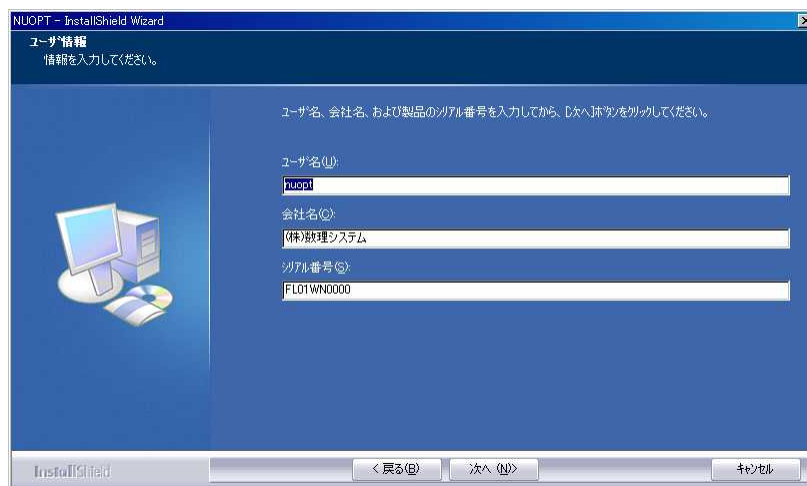 NUOPT - InstallShield Wizard
ユーザ情報
情報を入力してください。
ユーザ名、会社名、および製品のシリアル番号を入力してから、[次へ]ボタンをクリックしてください。
ユーザ名(U):
nuopt
会社名(C):
(株)数理システム
シリアル番号(S):
FL01WN0000
InstallShield
< 戻る(B)
次へ (N)>
キャンセル